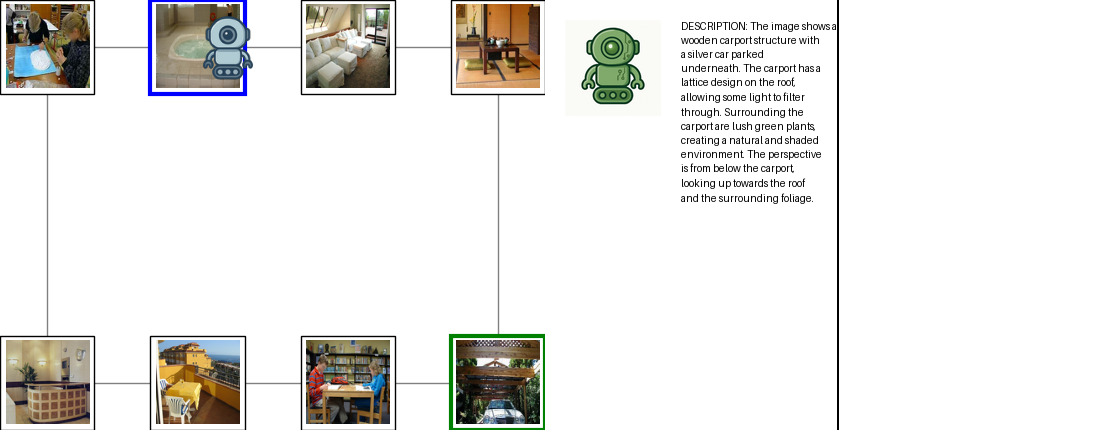 DESCRIPTION: The image shows a
wooden carport structure with
a silver car parked
underneath. The carport has a
lattice design on the roof,
allowing some light to filter
through. Surrounding the
carport are lush green plants,
creating a natural and shaded
environment. The perspective
is from below the carport,
looking up towards the roof
and the surrounding foliage.